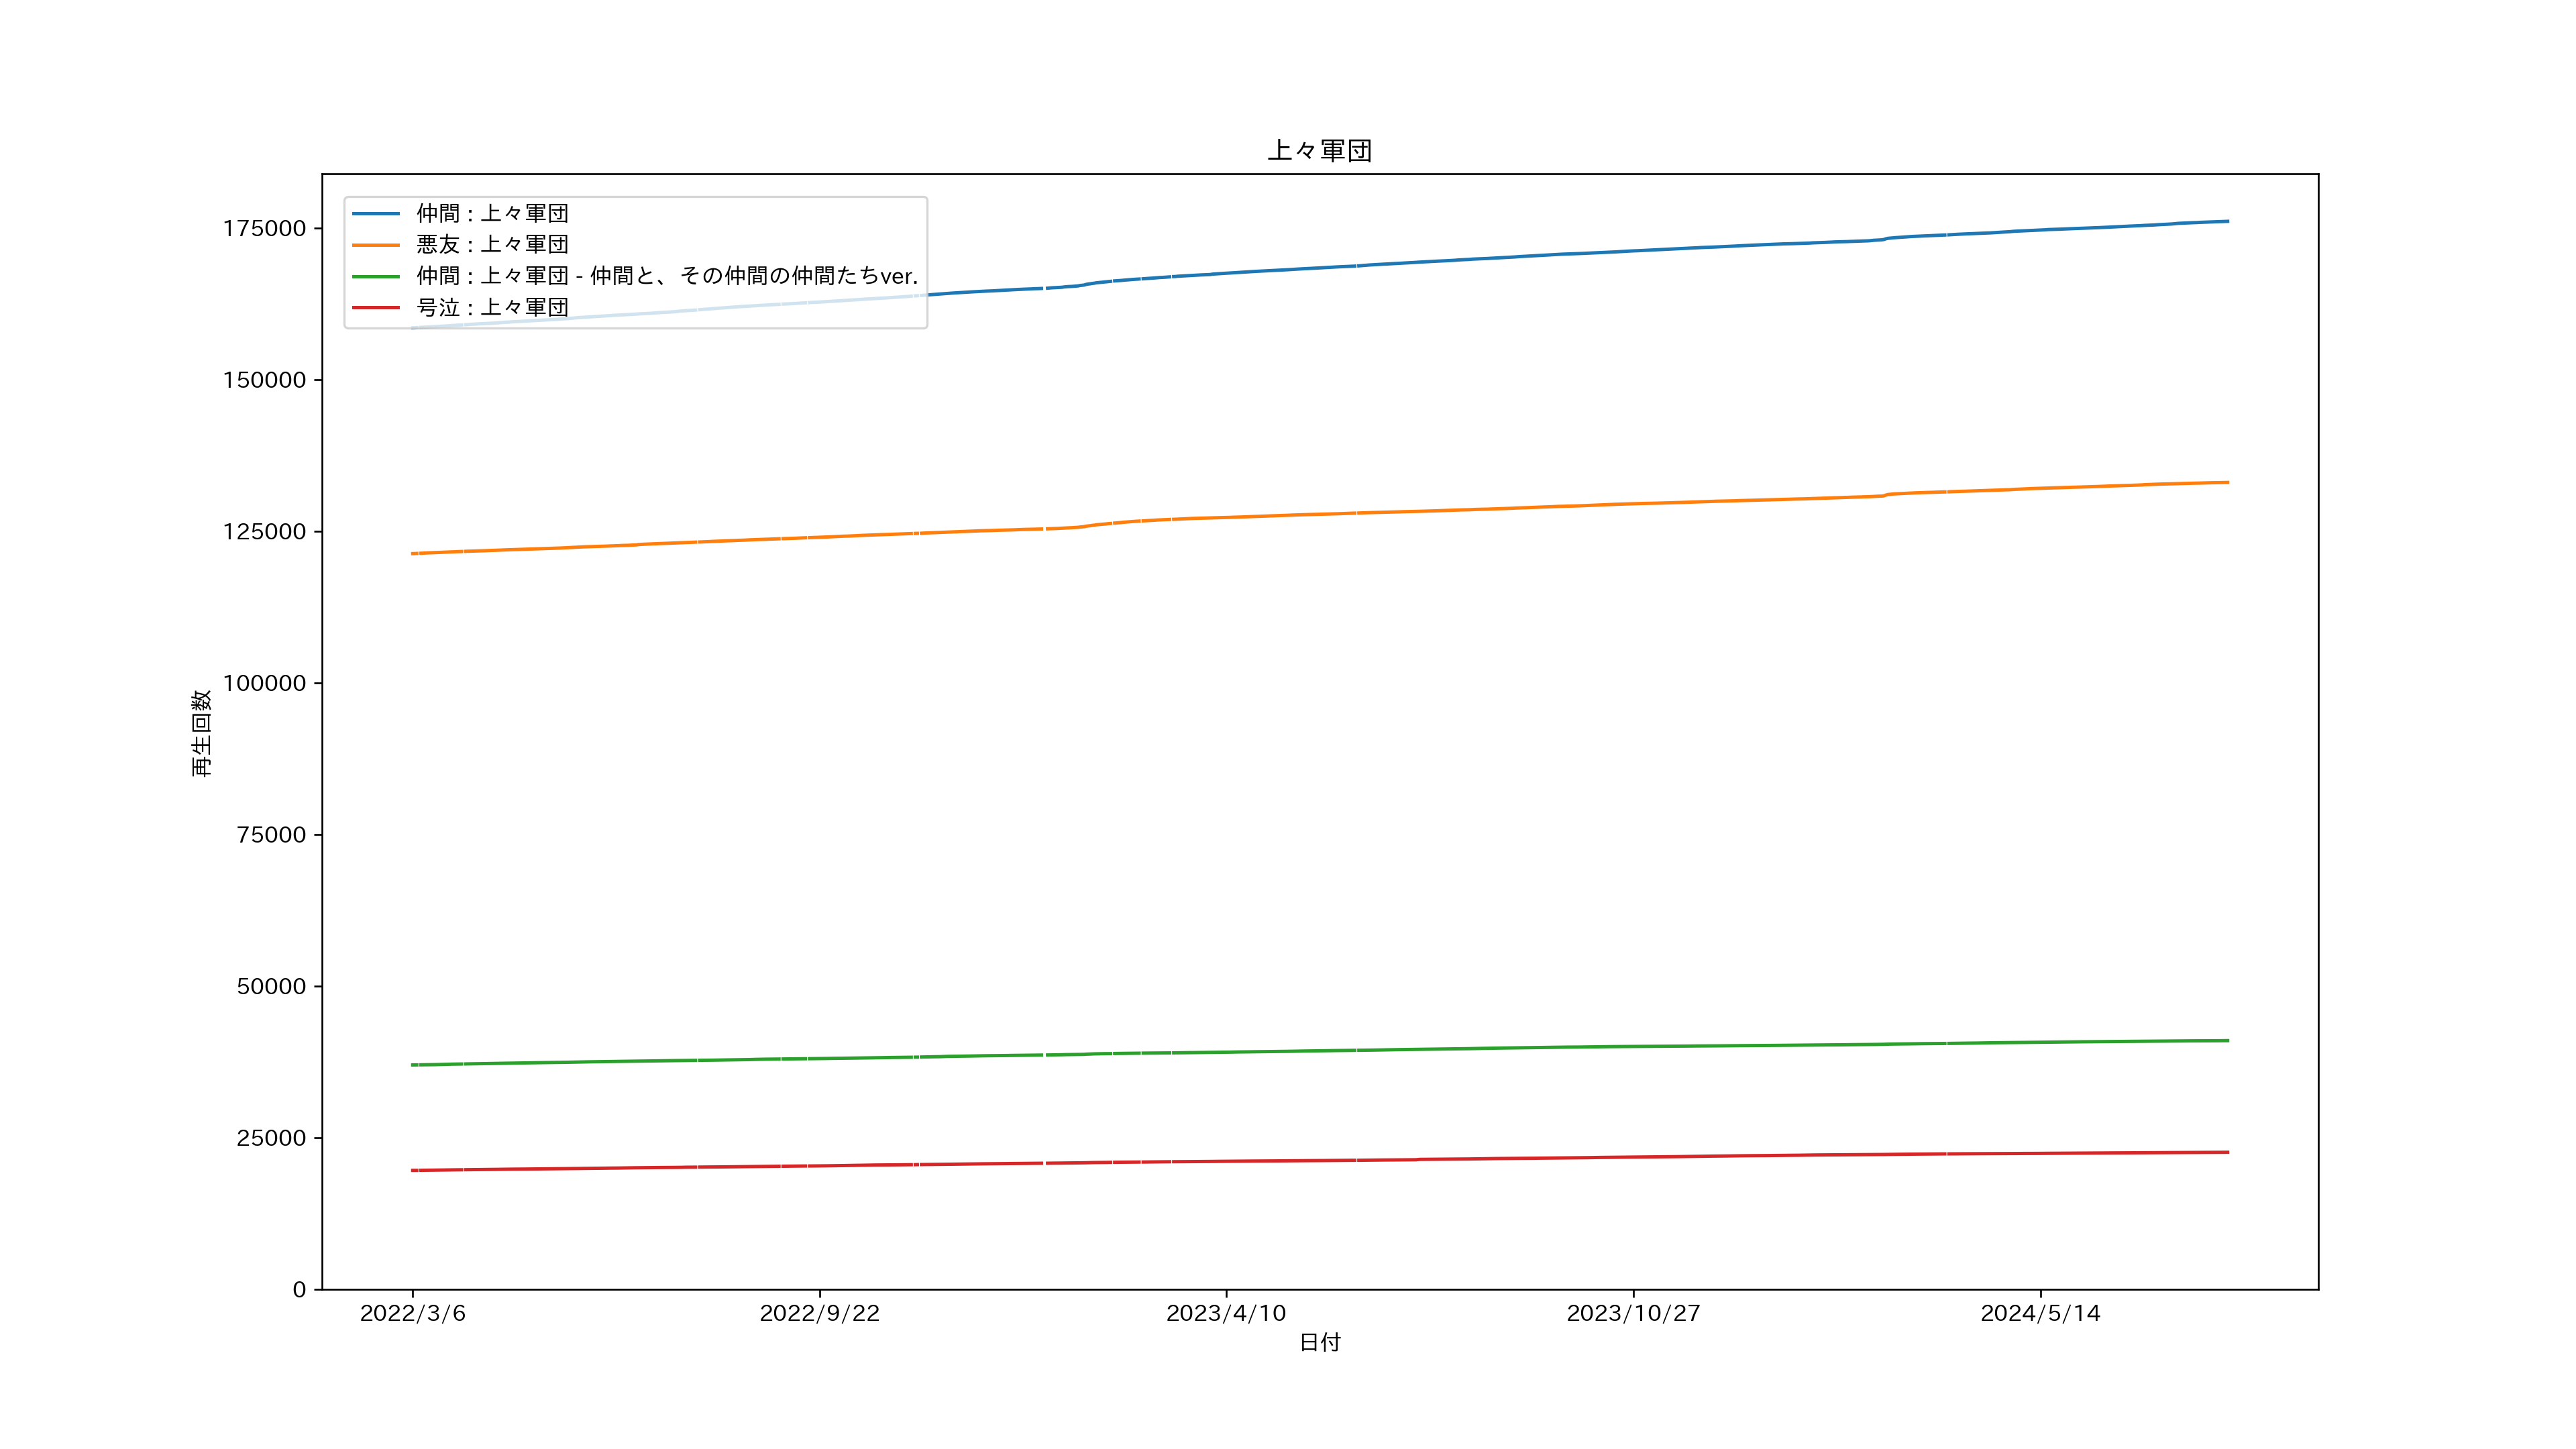 上々軍団
仲間 : 上々軍団
悪友 : 上々軍団
仲間 : 上々軍団 - 仲間と、その仲間の仲間たちver.
号泣 : 上々軍団
175000
150000
125000
100000
75000
50000
25000
0
再生回数
2022/3/6
2022/9/22
2023/4/10
2023/10/27
2024/5/14
日付